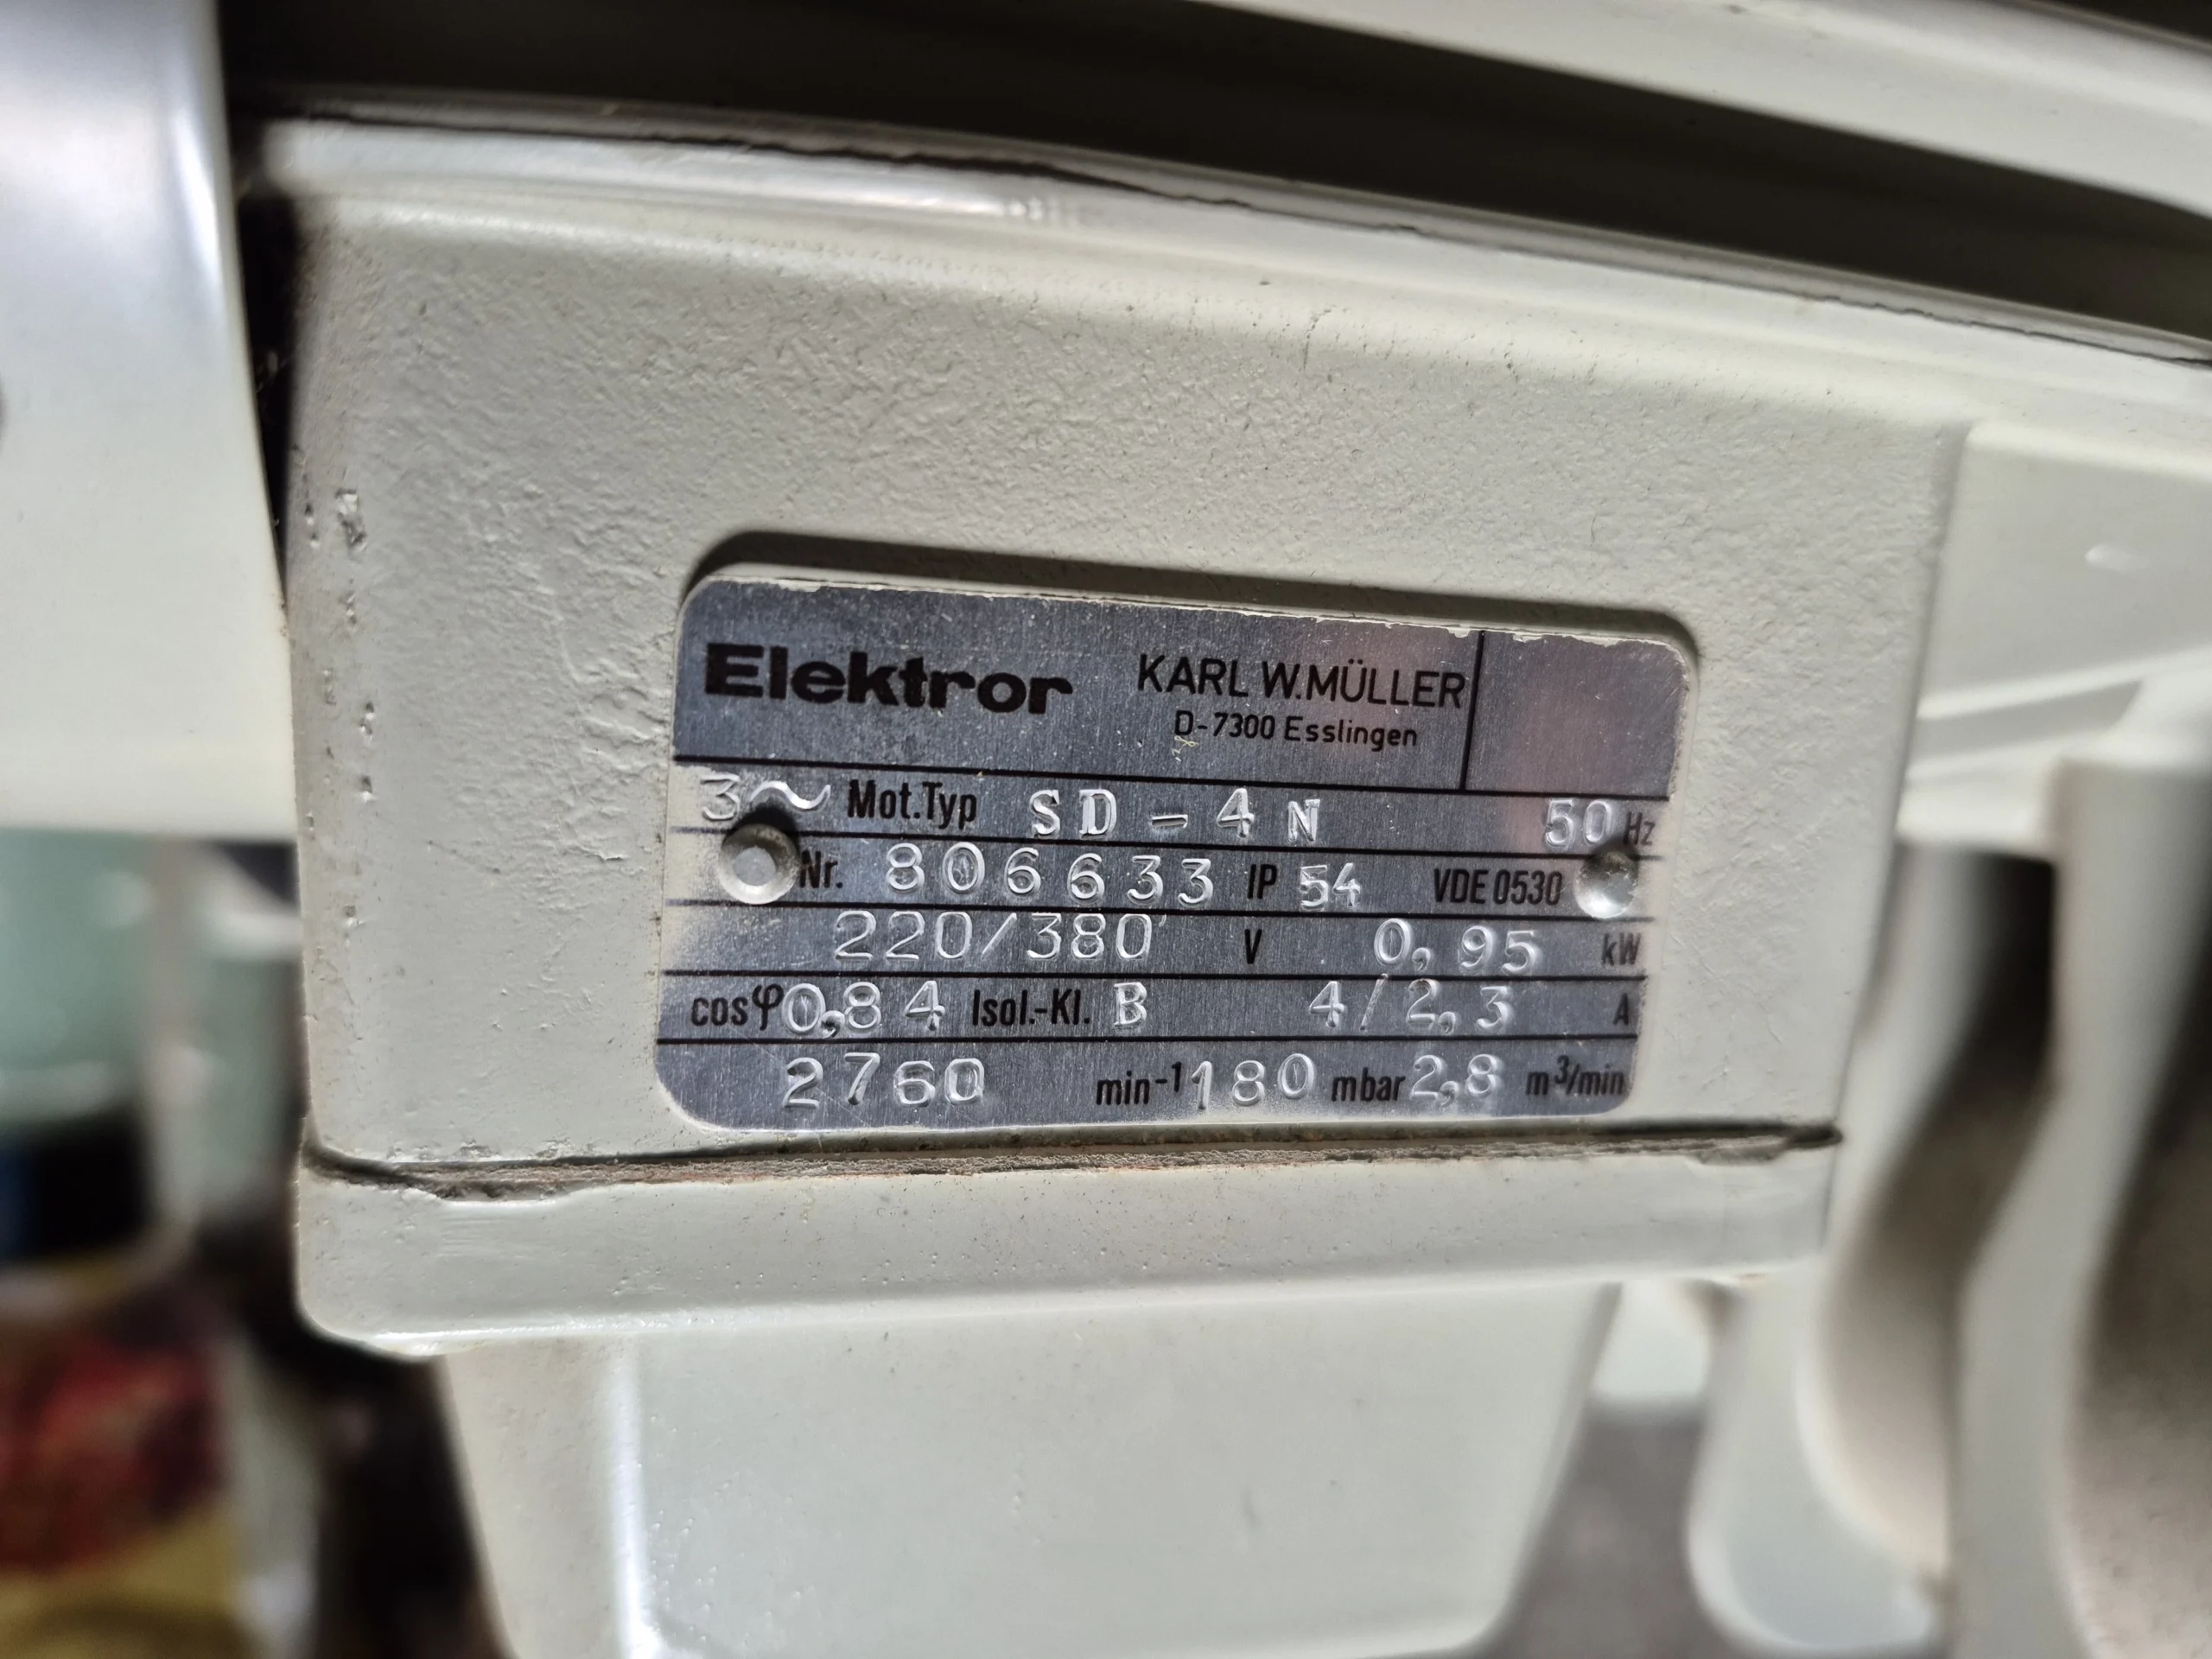 Elektror KARL W. MÜLLER
D-7300 Esslingen
3~ Mot.Typ SD-4N 50 Hz
Nr. 806633 IP 54 VDE 0530
220/380 V 0,95 kW
cosφ 0,84 Isol.-Kl. B 4/2,3 A
2760 min⁻¹ 180 mbar 2,8 m³/min